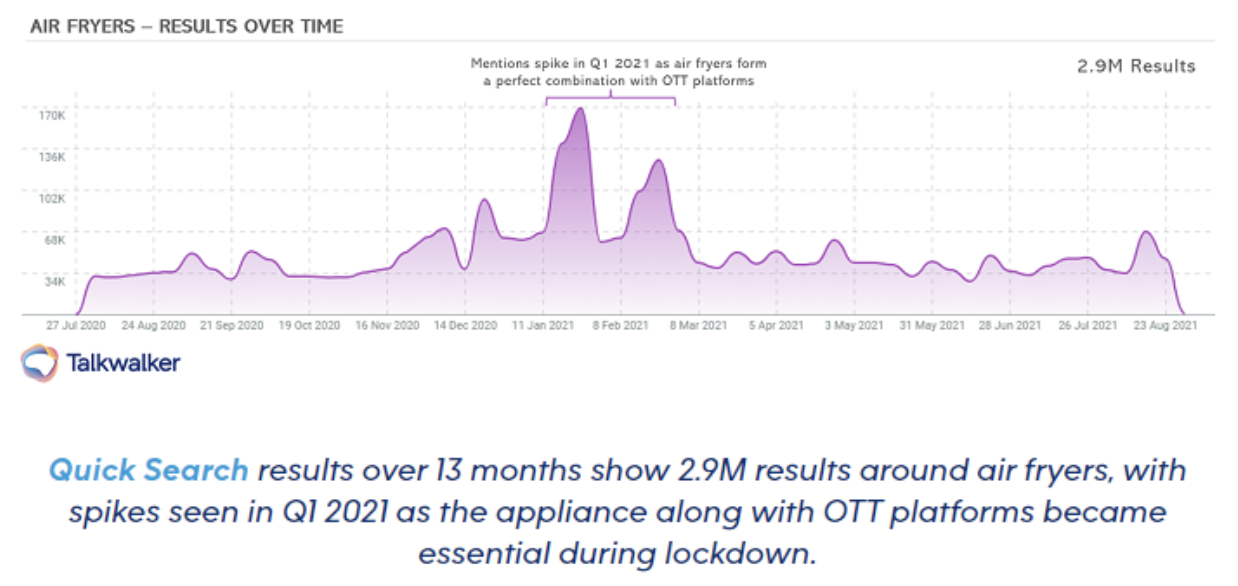 AIR FRYERS – RESULTS OVER TIME
Mentions spike in Q1 2021 as air fryers form
a perfect combination with OTT platforms
2.9M Results
170K
136K
102K
68K
34K
27 Jul 2020 24 Aug 2020 21 Sep 2020 19 Oct 2020 16 Nov 2020 14 Dec 2020 11 Jan 2021 8 Feb 2021 8 Mar 2021 5 Apr 2021 3 May 2021 31 May 2021 28 Jun 2021 26 Jul 2021 23 Aug 2021
Talkwalker
Quick Search results over 13 months show 2.9M results around air fryers, with
spikes seen in Q1 2021 as the appliance along with OTT platforms became
essential during lockdown.